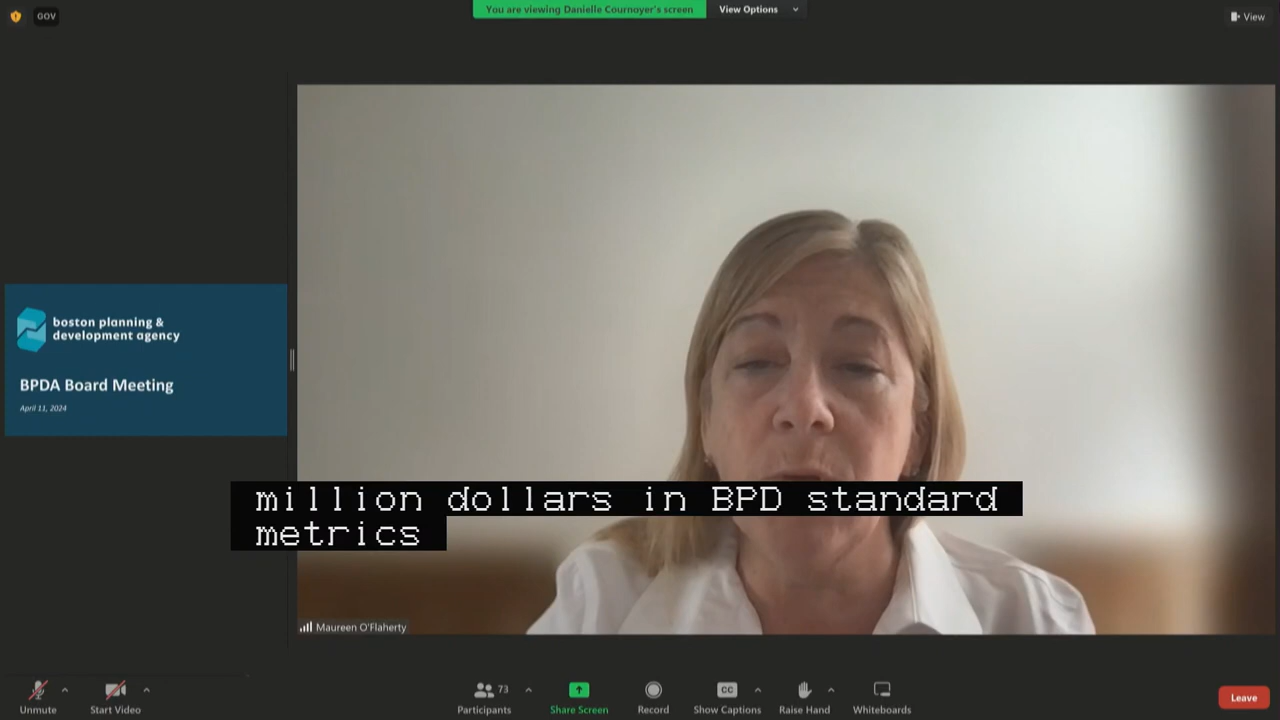 GOV
You are viewing Danielle Cournoyer's screen
View Options
View
boston planning &
development agency
BPDA Board Meeting
April 11, 2024
million dollars in BPD standard
metrics
Maureen O'Flaherty
Unmute
Start Video
73
Participants
Share Screen
Record
CC
Show Captions
Raise Hand
Whiteboards
Leave